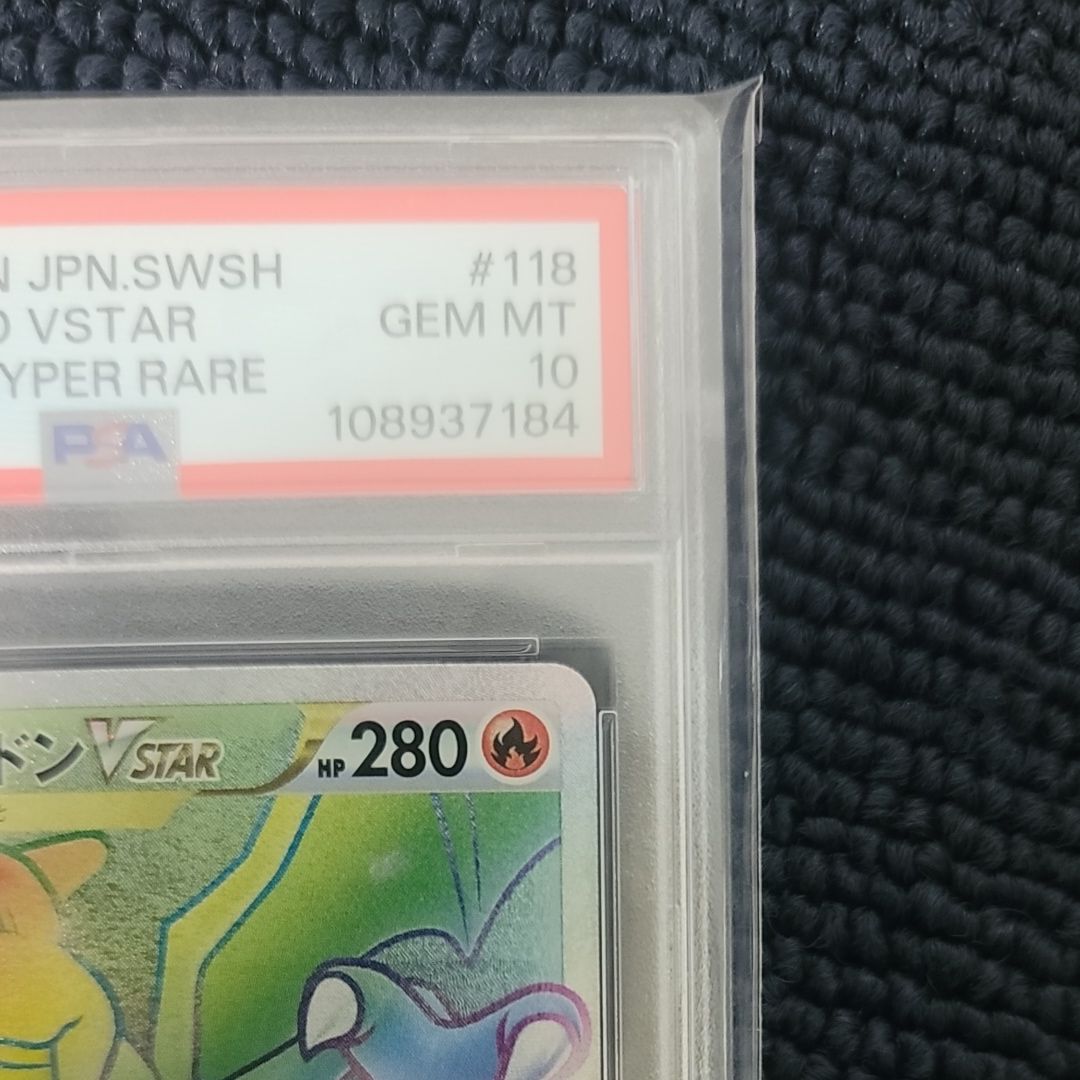 N JPN.SWSH #118
D VSTAR GEM MT
YPER RARE 10
PSA 108937184
ドンVSTAR HP 280